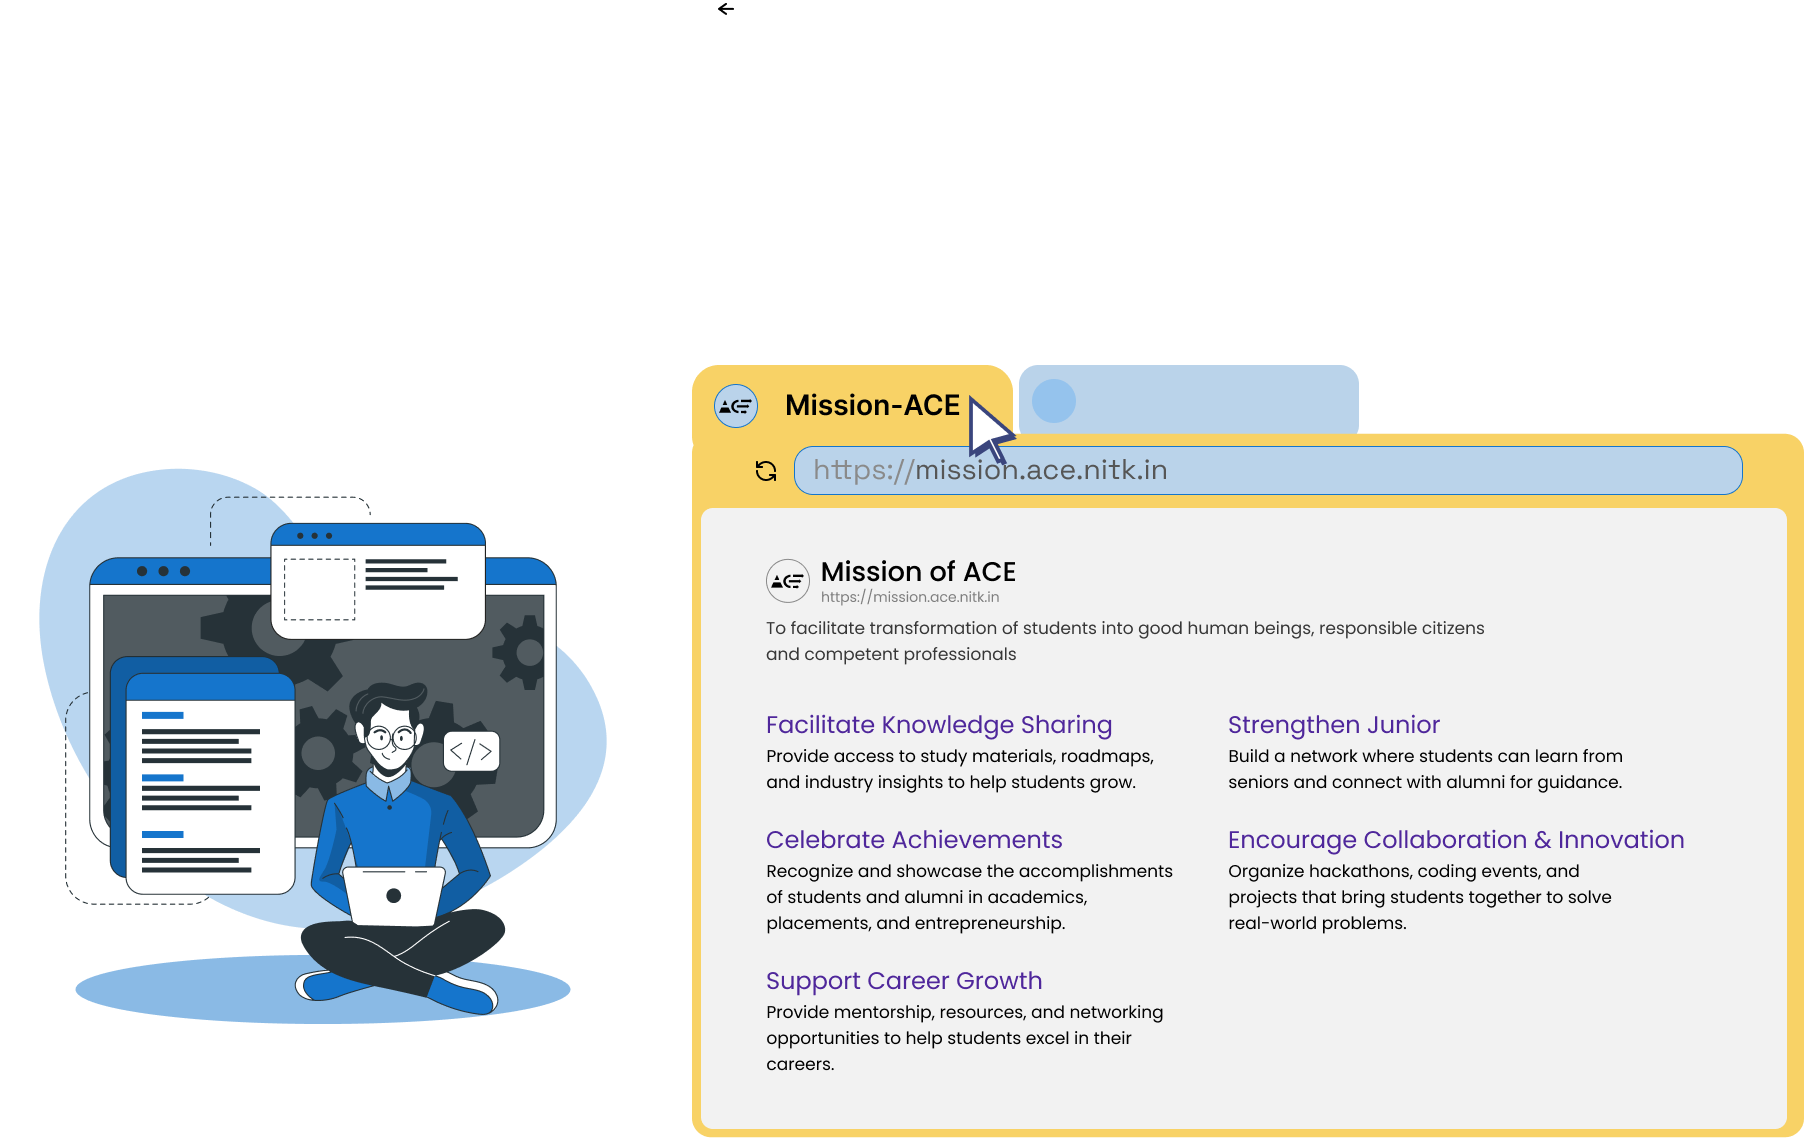 ACE
Mission-ACE
https://mission.ace.nitk.in
ACE
Mission of ACE
https://mission.ace.nitk.in
To facilitate transformation of students into good human beings, responsible citizens
and competent professionals
Facilitate Knowledge Sharing
Provide access to study materials, roadmaps,
and industry insights to help students grow.
Strengthen Junior
Build a network where students can learn from
seniors and connect with alumni for guidance.
Celebrate Achievements
Recognize and showcase the accomplishments
of students and alumni in academics,
placements, and entrepreneurship.
Encourage Collaboration & Innovation
Organize hackathons, coding events, and
projects that bring students together to solve
real-world problems.
Support Career Growth
Provide mentorship, resources, and networking
opportunities to help students excel in their
careers.
</>